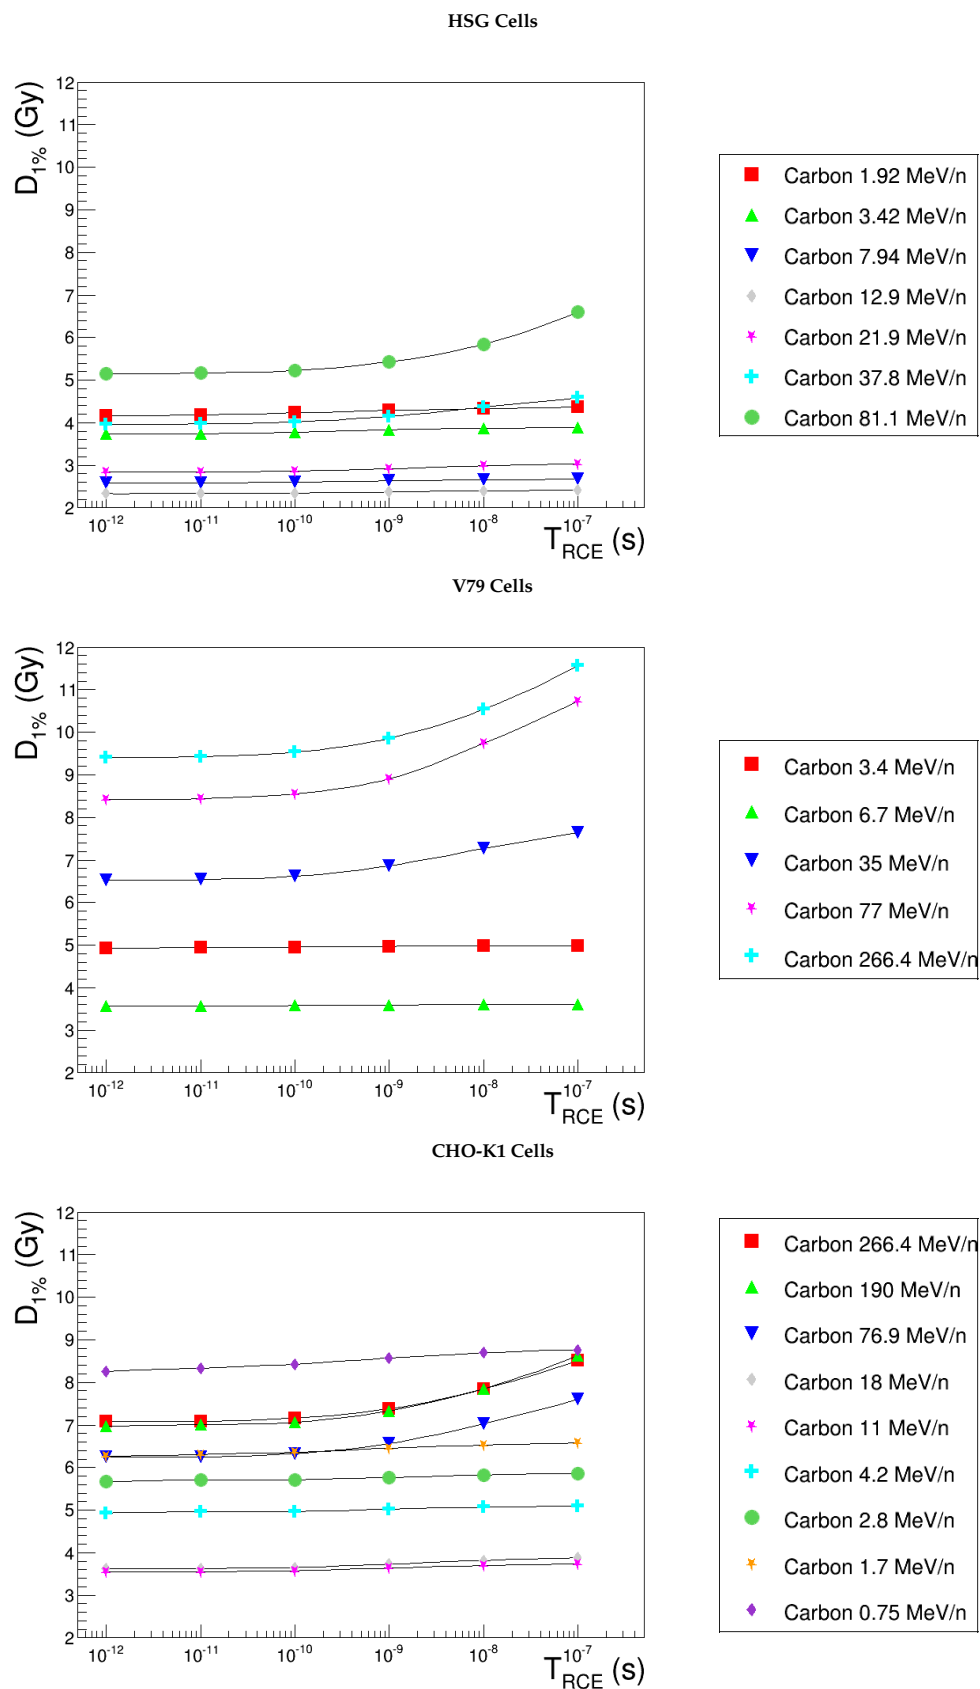 HSG Cells
D1% (Gy)
12
11
10
9
8
7
6
5
4
3
2
10-12 10-11 10-10 10-9 10-8 10-7
TRCE (s)
Carbon 1.92 MeV/n
Carbon 3.42 MeV/n
Carbon 7.94 MeV/n
Carbon 12.9 MeV/n
Carbon 21.9 MeV/n
Carbon 37.8 MeV/n
Carbon 81.1 MeV/n
V79 Cells
D1% (Gy)
12
11
10
9
8
7
6
5
4
3
2
10-12 10-11 10-10 10-9 10-8 10-7
TRCE (s)
Carbon 3.4 MeV/n
Carbon 6.7 MeV/n
Carbon 35 MeV/n
Carbon 77 MeV/n
Carbon 266.4 MeV/n
CHO-K1 Cells
D1% (Gy)
12
11
10
9
8
7
6
5
4
3
2
10-12 10-11 10-10 10-9 10-8 10-7
TRCE (s)
Carbon 266.4 MeV/n
Carbon 190 MeV/n
Carbon 76.9 MeV/n
Carbon 18 MeV/n
Carbon 11 MeV/n
Carbon 4.2 MeV/n
Carbon 2.8 MeV/n
Carbon 1.7 MeV/n
Carbon 0.75 MeV/n